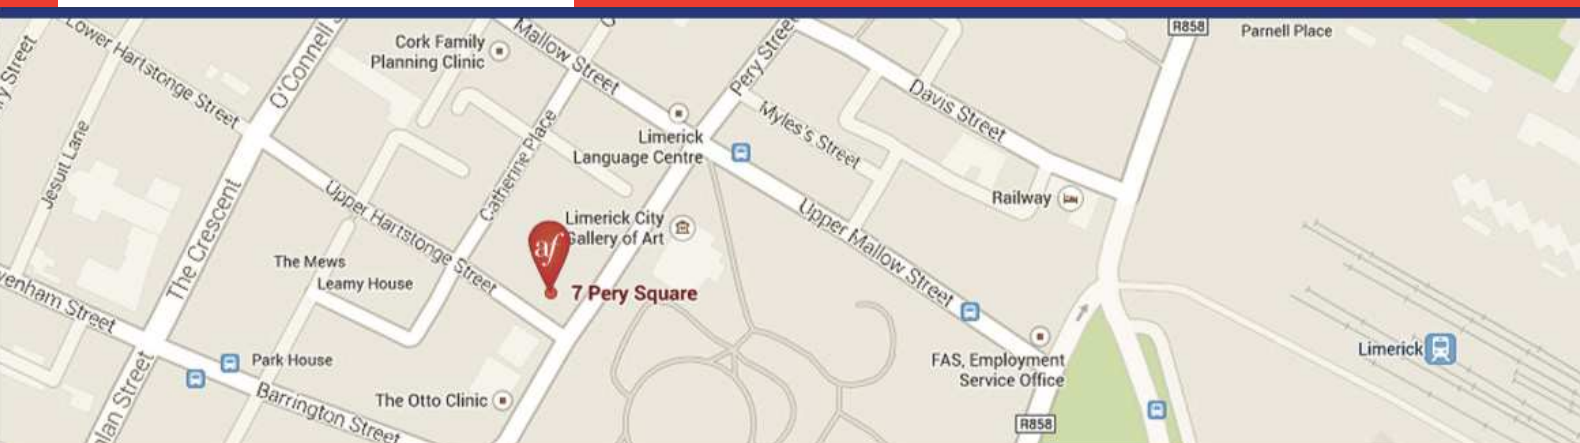 R858
Parnell Place
Lower Hartstonge Street
O'Connell
Cork Family
Planning Clinic
Mallow Street
Pery Street
Davis Street
Jesuit Lane
Catherine Place
Limerick
Language Centre
Myles's Street
Railway
The Crescent
Upper Hartstonge Street
af
Limerick City
Gallery of Art
Upper Mallow Street
The Mews
Leamy House
7 Pery Square
Street
Park House
FAS, Employment
Service Office
Limerick
The Otto Clinic
Barrington Street
Street
R858